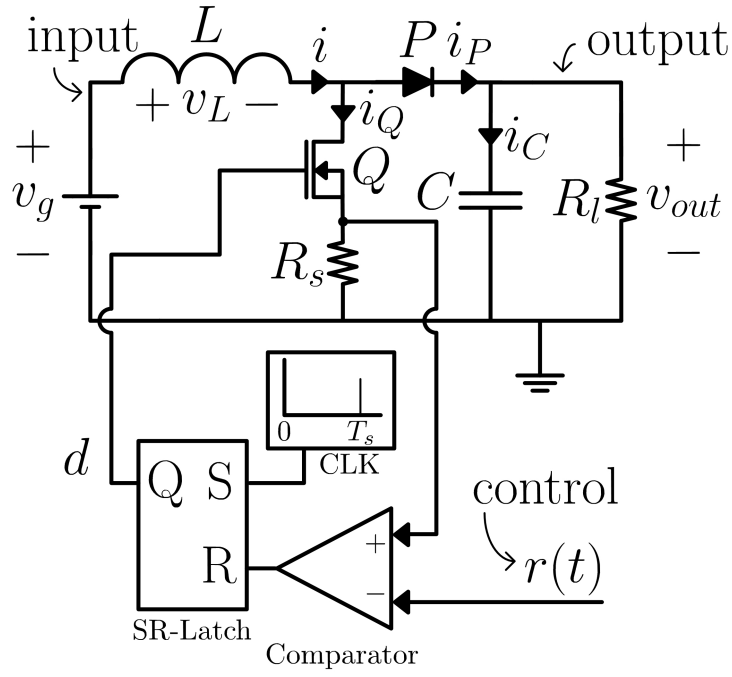 input
L
i
P
i_P
output
+ v_L −
i_Q
+
v_g
−
Q
i_C
C
R_l
+
v_out
−
R_s
0
T_s
CLK
d
Q
S
R
SR-Latch
+
−
Comparator
control
r(t)